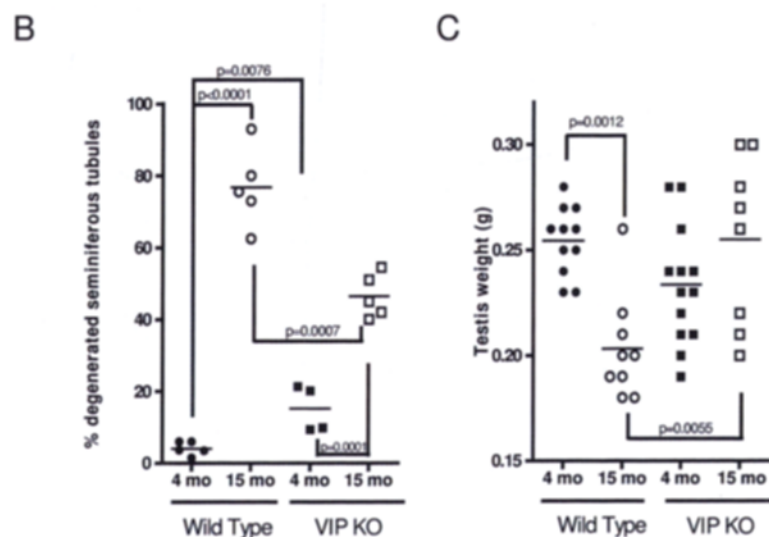 B
p=0.0076
p<0.0001
100
80
60
40
20
0
% degenerated seminiferous tubules
p=0.0007
p=0.0001
4 mo 15 mo 4 mo 15 mo
Wild Type VIP KO
C
p=0.0012
0.30
0.25
0.20
0.15
Testis weight (g)
p=0.0055
4 mo 15 mo 4 mo 15 mo
Wild Type VIP KO